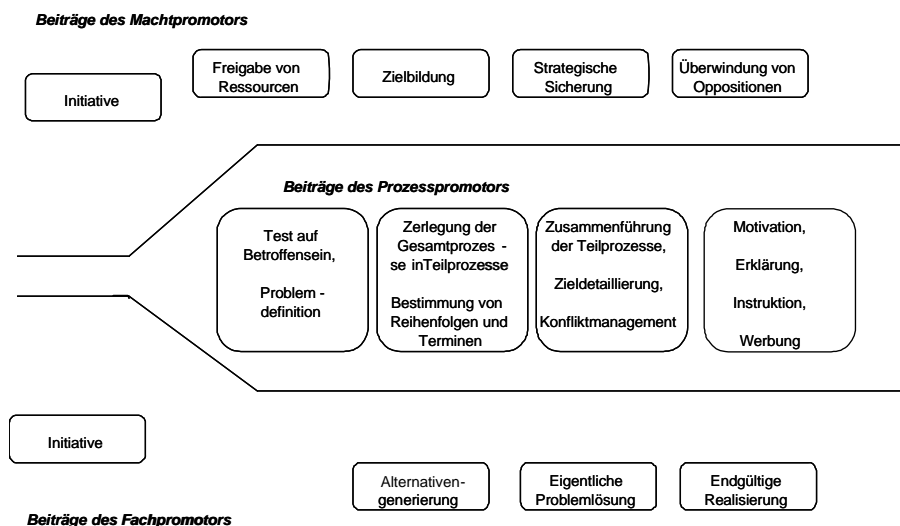 Beiträge des Machtpromotors
Initiative
Freigabe von
Ressourcen
Zielbildung
Strategische
Sicherung
Überwindung von
Oppositionen
Beiträge des Prozesspromotors
Test auf
Betroffensein,
Problem -
definition
Zerlegung der
Gesamtprozes -
se inTeilprozesse
Bestimmung von
Reihenfolgen und
Terminen
Zusammenführung
der Teilprozesse,
Zieldetaillierung,
Konfliktmanagement
Motivation,
Erklärung,
Instruktion,
Werbung
Initiative
Alternativen-
generierung
Eigentliche
Problemlösung
Endgültige
Realisierung
Beiträge des Fachpromotors